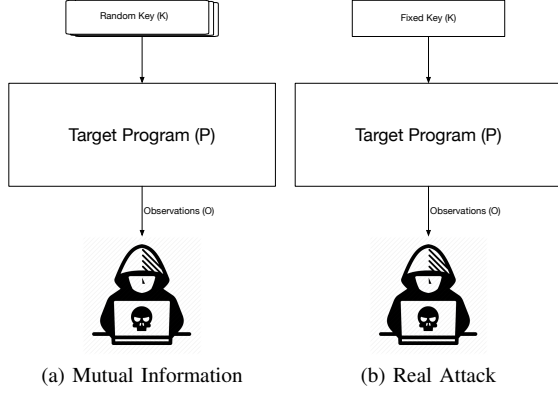 Random Key (K)
Fixed Key (K)
Target Program (P)
Target Program (P)
Observations (O)
Observations (O)
(a) Mutual Information
(b) Real Attack